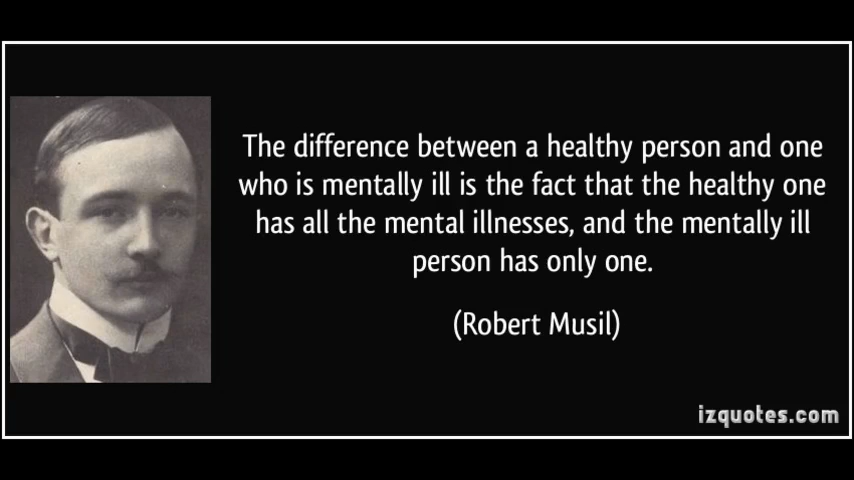 The difference between a healthy person and one
who is mentally ill is the fact that the healthy one
has all the mental illnesses, and the mentally ill
person has only one.
(Robert Musil)
izquotes.com